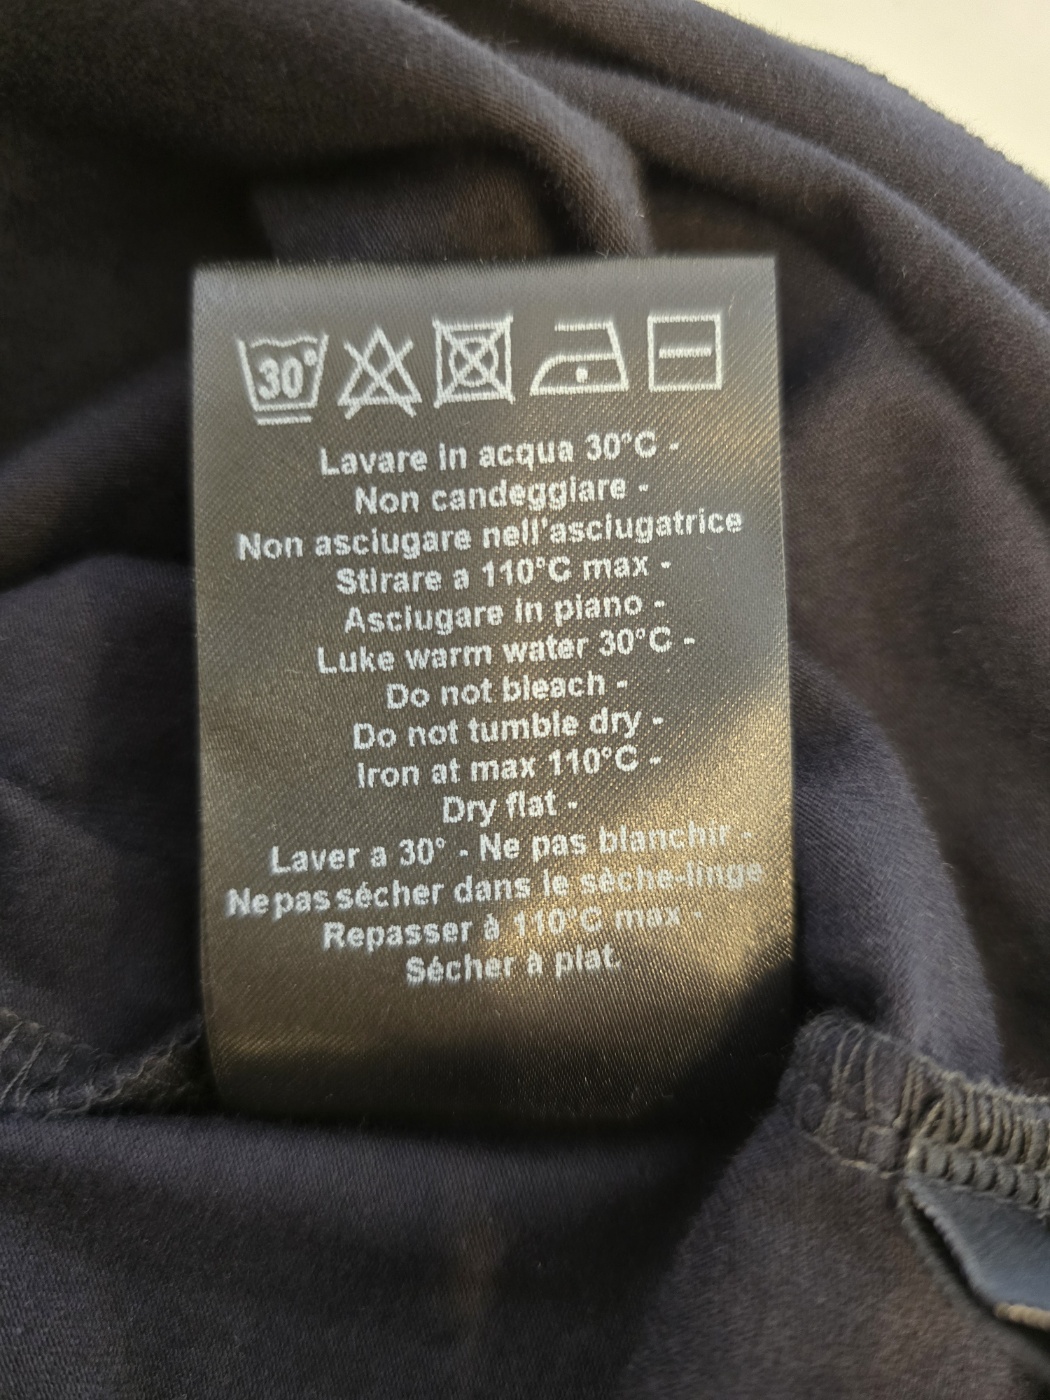 30°
Lavare in acqua 30°C -
Non candeggiare -
Non asciugare nell'asciugatrice
Stirare a 110°C max -
Asciugare in piano -
Luke warm water 30°C -
Do not bleach -
Do not tumble dry -
Iron at max 110°C -
Dry flat -
Laver a 30° - Ne pas blanchir -
Ne pas sécher dans le sèche-linge
Repasser à 110°C max -
Sécher à plat.